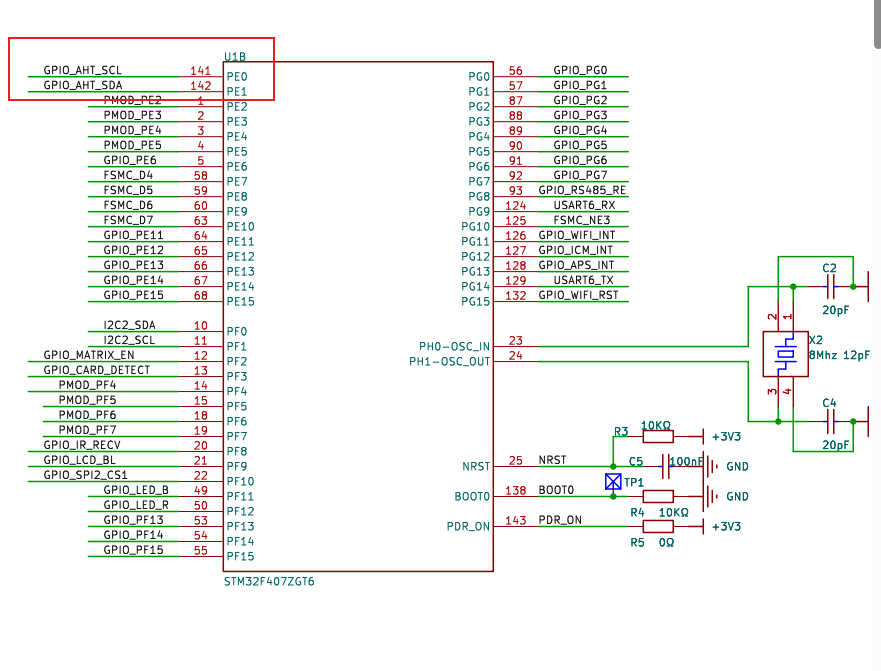 U1B
GPIO_AHT_SCL 141 PE0 PG0 56 GPIO_PG0
GPIO_AHT_SDA 142 PE1 PG1 57 GPIO_PG1
PMOD_PE2 1 PE2 PG2 87 GPIO_PG2
PMOD_PE3 2 PE3 PG3 88 GPIO_PG3
PMOD_PE4 3 PE4 PG4 89 GPIO_PG4
PMOD_PE5 4 PE5 PG5 90 GPIO_PG5
GPIO_PE6 5 PE6 PG6 91 GPIO_PG6
FSMC_D4 58 PE7 PG7 92 GPIO_PG7
FSMC_D5 59 PE8 PG8 93 GPIO_RS485_RE
FSMC_D6 60 PE9 PG9 124 USART6_RX
FSMC_D7 63 PE10 PG10 125 FSMC_NE3
GPIO_PE11 64 PE11 PG11 126 GPIO_WIFI_INT
GPIO_PE12 65 PE12 PG12 127 GPIO_ICM_INT
GPIO_PE13 66 PE13 PG13 128 GPIO_APS_INT
GPIO_PE14 67 PE14 PG14 129 USART6_TX
GPIO_PE15 68 PE15 PG15 132 GPIO_WIFI_RST
C2
20pF
2 1
I2C2_SDA 10 PF0
I2C2_SCL 11 PF1 PH0-OSC_IN 23
GPIO_MATRIX_EN 12 PF2 PH1-OSC_OUT 24
X2
8Mhz 12pF
GPIO_CARD_DETECT 13 PF3
PMOD_PF4 14 PF4
3 4
PMOD_PF5 15 PF5
C4
PMOD_PF6 18 PF6
PMOD_PF7 19 PF7
R3 10KΩ +3V3
20pF
GPIO_IR_RECV 20 PF8
GPIO_LCD_BL 21 PF9 NRST 25 NRST C5 100nF GND
GPIO_SPI2_CS1 22 PF10
TP1
GPIO_LED_B 49 PF11 BOOT0 138 BOOT0 GND
GPIO_LED_R 50 PF12
R4 10KΩ
GPIO_PF13 53 PF13 PDR_ON 143 PDR_ON +3V3
GPIO_PF14 54 PF14
R5 0Ω
GPIO_PF15 55 PF15
STM32F407ZGT6